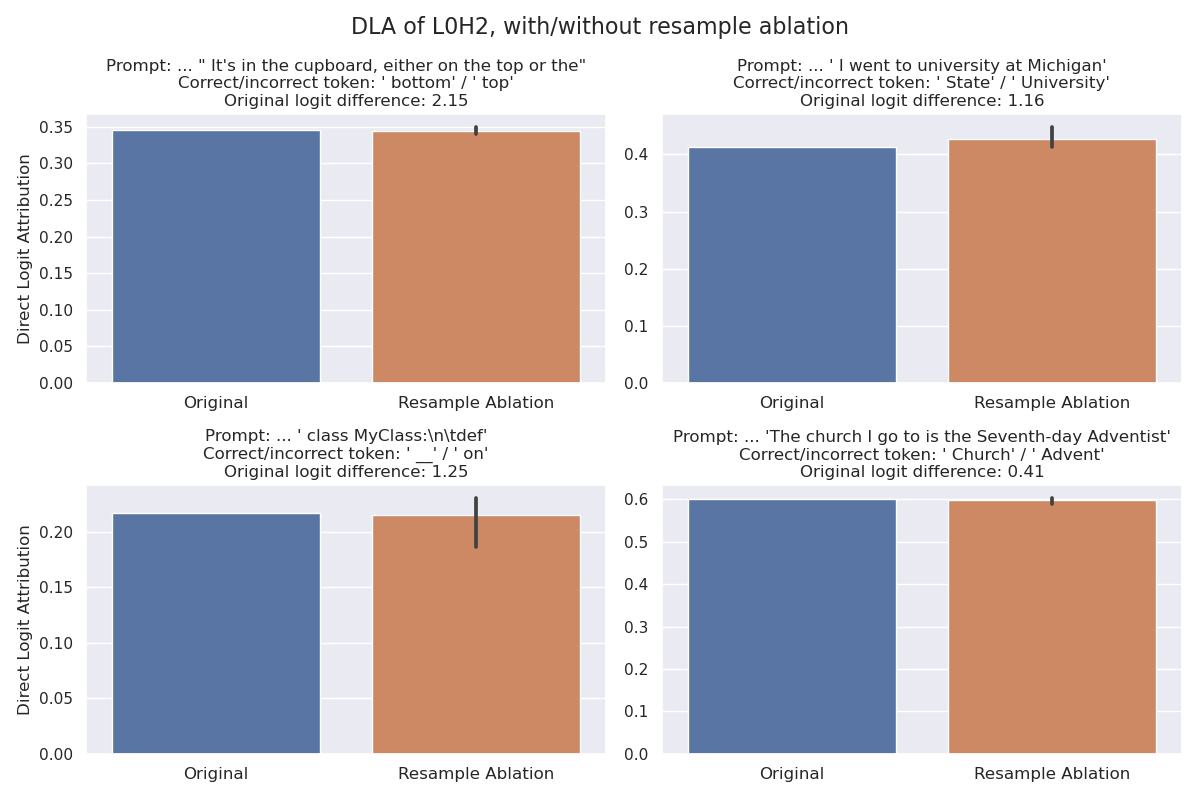 DLA of L0H2, with/without resample ablation
Prompt: ... " It's in the cupboard, either on the top or the"
Correct/incorrect token: ' bottom' / ' top'
Original logit difference: 2.15
Direct Logit Attribution
0.35
0.30
0.25
0.20
0.15
0.10
0.05
0.00
Original
Resample Ablation
Prompt: ... ' I went to university at Michigan'
Correct/incorrect token: ' State' / ' University'
Original logit difference: 1.16
0.4
0.3
0.2
0.1
0.0
Original
Resample Ablation
Prompt: ... ' class MyClass:\n\tdef'
Correct/incorrect token: ' __' / ' on'
Original logit difference: 1.25
Direct Logit Attribution
0.20
0.15
0.10
0.05
0.00
Original
Resample Ablation
Prompt: ... 'The church I go to is the Seventh-day Adventist'
Correct/incorrect token: ' Church' / ' Advent'
Original logit difference: 0.41
0.6
0.5
0.4
0.3
0.2
0.1
0.0
Original
Resample Ablation